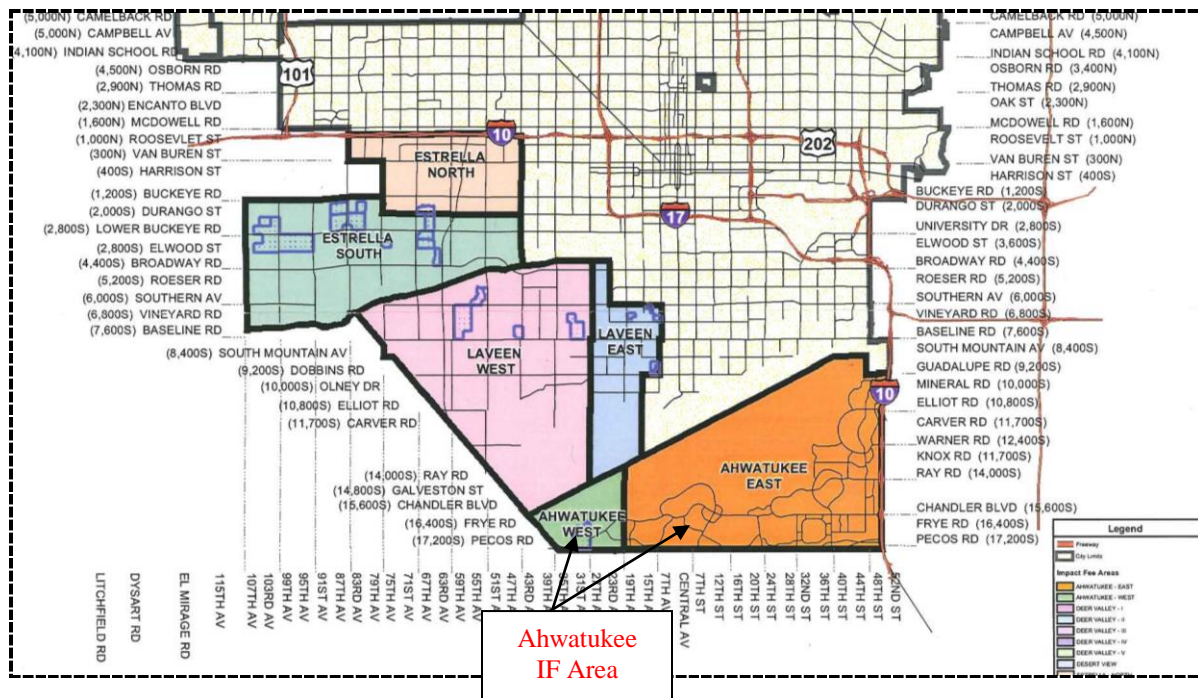 (5,000N) CAMELBACK RD
(5,000N) CAMPBELL AV
(4,100N) INDIAN SCHOOL RD
(4,500N) OSBORN RD
(2,900N) THOMAS RD
(2,300N) ENCANTO BLVD
(1,600N) MCDOWELL RD
(1,000N) ROOSEVLET ST
(300N) VAN BUREN ST
(400S) HARRISON ST
(1,200S) BUCKEYE RD
(2,000S) DURANGO ST
(2,800S) LOWER BUCKEYE RD
(2,800S) ELWOOD ST
(4,400S) BROADWAY RD
(5,200S) ROESER RD
(6,000S) SOUTHERN AV
(6,800S) VINEYARD RD
(7,600S) BASELINE RD
(8,400S) SOUTH MOUNTAIN AV
(9,200S) DOBBINS RD
(10,000S) OLNEY DR
(10,800S) ELLIOT RD
(11,700S) CARVER RD
(14,000S) RAY RD
(14,800S) GALVESTON ST
(15,600S) CHANDLER BLVD
(16,400S) FRYE RD
(17,200S) PECOS RD
101
10
202
17
10
ESTRELLA
NORTH
ESTRELLA
SOUTH
LAVEEN
WEST
LAVEEN
EAST
AHWATUKEE
WEST
AHWATUKEE
EAST
CAMELBACK RD (5,000N)
CAMPBELL AV (4,500N)
INDIAN SCHOOL RD (4,100N)
OSBORN RD (3,400N)
THOMAS RD (2,900N)
OAK ST (2,300N)
MCDOWELL RD (1,600N)
ROOSEVELT ST (1,000N)
VAN BUREN ST (300N)
HARRISON ST (400S)
BUCKEYE RD (1,200S)
DURANGO ST (2,000S)
UNIVERSITY DR (2,800S)
ELWOOD ST (3,600S)
BROADWAY RD (4,400S)
ROESER RD (5,200S)
SOUTHERN AV (6,000S)
VINEYARD RD (6,800S)
BASELINE RD (7,600S)
SOUTH MOUNTAIN AV (8,400S)
GUADALUPE RD (9,200S)
MINERAL RD (10,000S)
ELLIOT RD (10,800S)
CARVER RD (11,700S)
WARNER RD (12,400S)
KNOX RD (11,700S)
RAY RD (14,000S)
CHANDLER BLVD (15,600S)
FRYE RD (16,400S)
PECOS RD (17,200S)
LITCHFIELD RD
DYSART RD
EL MIRAGE RD
115TH AV
107TH AV
103RD AV
99TH AV
95TH AV
91ST AV
87TH AV
83RD AV
79TH AV
75TH AV
71ST AV
67TH AV
63RD AV
59TH AV
55TH AV
51ST AV
47TH AV
43RD AV
39TH A
35TH
31ST A
23RD
19TH A
15TH A
7TH AV
CENTRAL AV
7TH ST
12TH ST
16TH ST
20TH ST
24TH ST
28TH ST
32ND ST
36TH ST
40TH ST
44TH ST
48TH ST
52ND ST
Ahwatukee
IF Area
Legend
Freeway
City Limits
Impact Fee Areas
AHWATUKEE - EAST
AHWATUKEE - WEST
DEER VALLEY - I
DEER VALLEY - II
DEER VALLEY - III
DEER VALLEY - IV
DEER VALLEY - V
DESERT VIEW